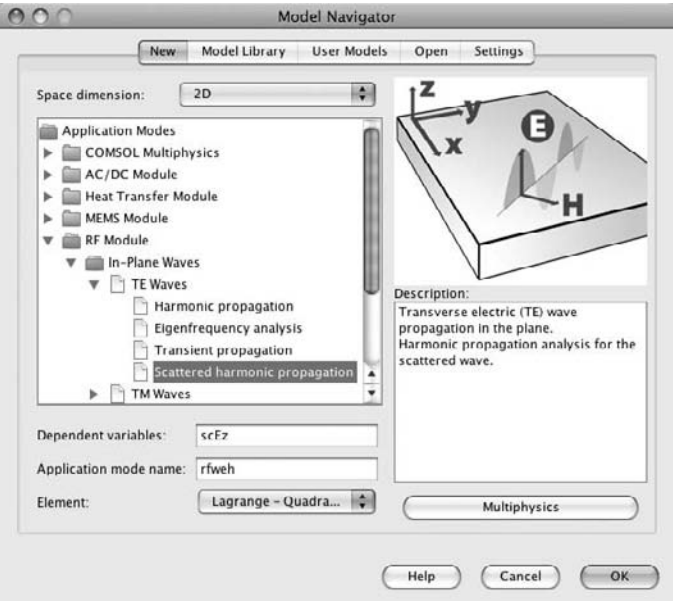 Model Navigator
New Model Library User Models Open Settings
Space dimension: 2D
Application Modes
COMSOL Multiphysics
AC/DC Module
Heat Transfer Module
MEMS Module
RF Module
In-Plane Waves
TE Waves
Harmonic propagation
Eigenfrequency analysis
Transient propagation
Scattered harmonic propagation
TM Waves
Dependent variables: scEz
Application mode name: rfweh
Element: Lagrange - Quadra...
z
y
x
E
H
Description:
Transverse electric (TE) wave
propagation in the plane.
Harmonic propagation analysis for the
scattered wave.
Multiphysics
Help Cancel OK